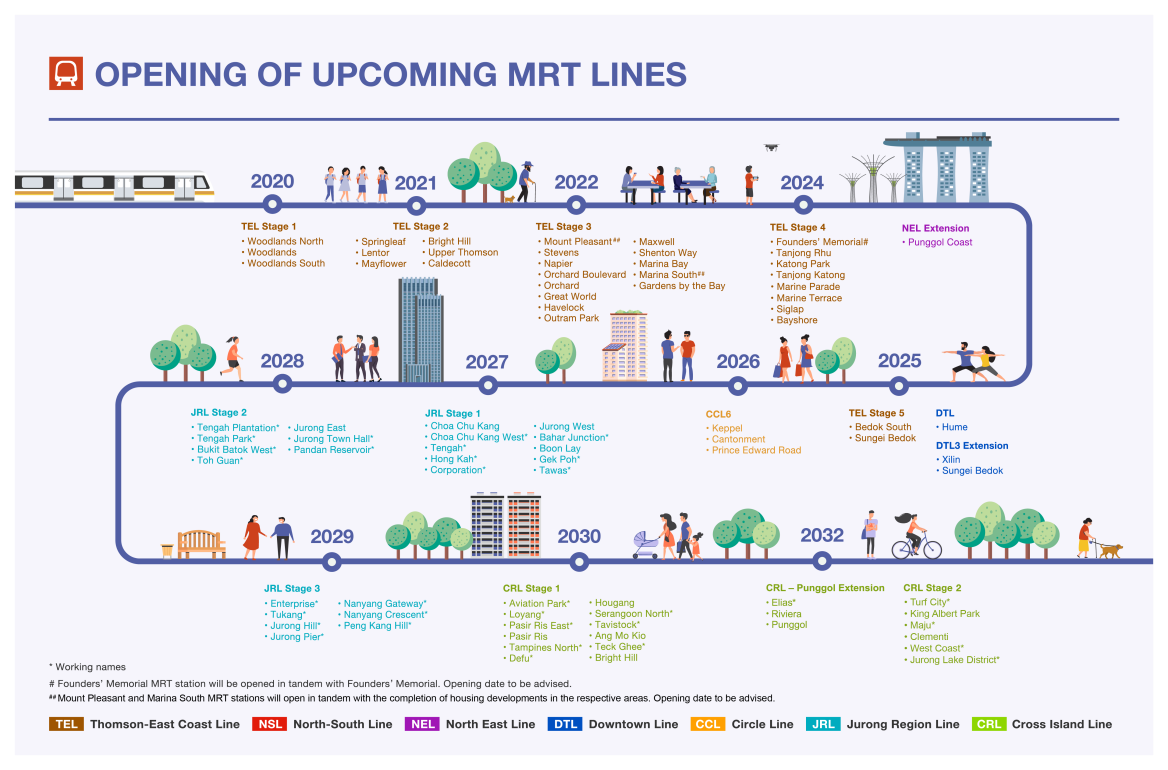 OPENING OF UPCOMING MRT LINES
2020
2021
2022
2024
TEL Stage 1
• Woodlands North
• Woodlands
• Woodlands South
TEL Stage 2
• Springleaf
• Lentor
• Mayflower
• Bright Hill
• Upper Thomson
• Caldecott
TEL Stage 3
• Mount Pleasant##
• Stevens
• Napier
• Orchard Boulevard
• Orchard
• Great World
• Havelock
• Outram Park
• Maxwell
• Shenton Way
• Marina Bay
• Marina South##
• Gardens by the Bay
TEL Stage 4
• Founders' Memorial#
• Tanjong Rhu
• Katong Park
• Tanjong Katong
• Marine Parade
• Marine Terrace
• Siglap
• Bayshore
NEL Extension
• Punggol Coast
2028
2027
2026
2025
JRL Stage 2
• Tengah Plantation*
• Tengah Park*
• Bukit Batok West*
• Toh Guan*
• Jurong East
• Jurong Town Hall*
• Pandan Reservoir*
JRL Stage 1
• Choa Chu Kang
• Choa Chu Kang West*
• Tengah*
• Hong Kah*
• Corporation*
• Jurong West
• Bahar Junction*
• Boon Lay
• Gek Poh*
• Tawas*
CCL6
• Keppel
• Cantonment
• Prince Edward Road
TEL Stage 5
• Bedok South
• Sungei Bedok
DTL
• Hume
DTL3 Extension
• Xilin
• Sungei Bedok
2029
2030
2032
JRL Stage 3
• Enterprise*
• Tukang*
• Jurong Hill*
• Jurong Pier*
• Nanyang Gateway*
• Nanyang Crescent*
• Peng Kang Hill*
CRL Stage 1
• Aviation Park*
• Loyang*
• Pasir Ris East*
• Pasir Ris
• Tampines North*
• Defu*
• Hougang
• Serangoon North*
• Tavistock*
• Ang Mo Kio
• Teck Ghee*
• Bright Hill
CRL – Punggol Extension
• Elias*
• Riviera
• Punggol
CRL Stage 2
• Turf City*
• King Albert Park
• Maju*
• Clementi
• West Coast*
• Jurong Lake District*
* Working names
# Founders' Memorial MRT station will be opened in tandem with Founders' Memorial. Opening date to be advised.
## Mount Pleasant and Marina South MRT stations will open in tandem with the completion of housing developments in the respective areas. Opening date to be advised.
TEL Thomson-East Coast Line NSL North-South Line NEL North East Line DTL Downtown Line CCL Circle Line JRL Jurong Region Line CRL Cross Island Line